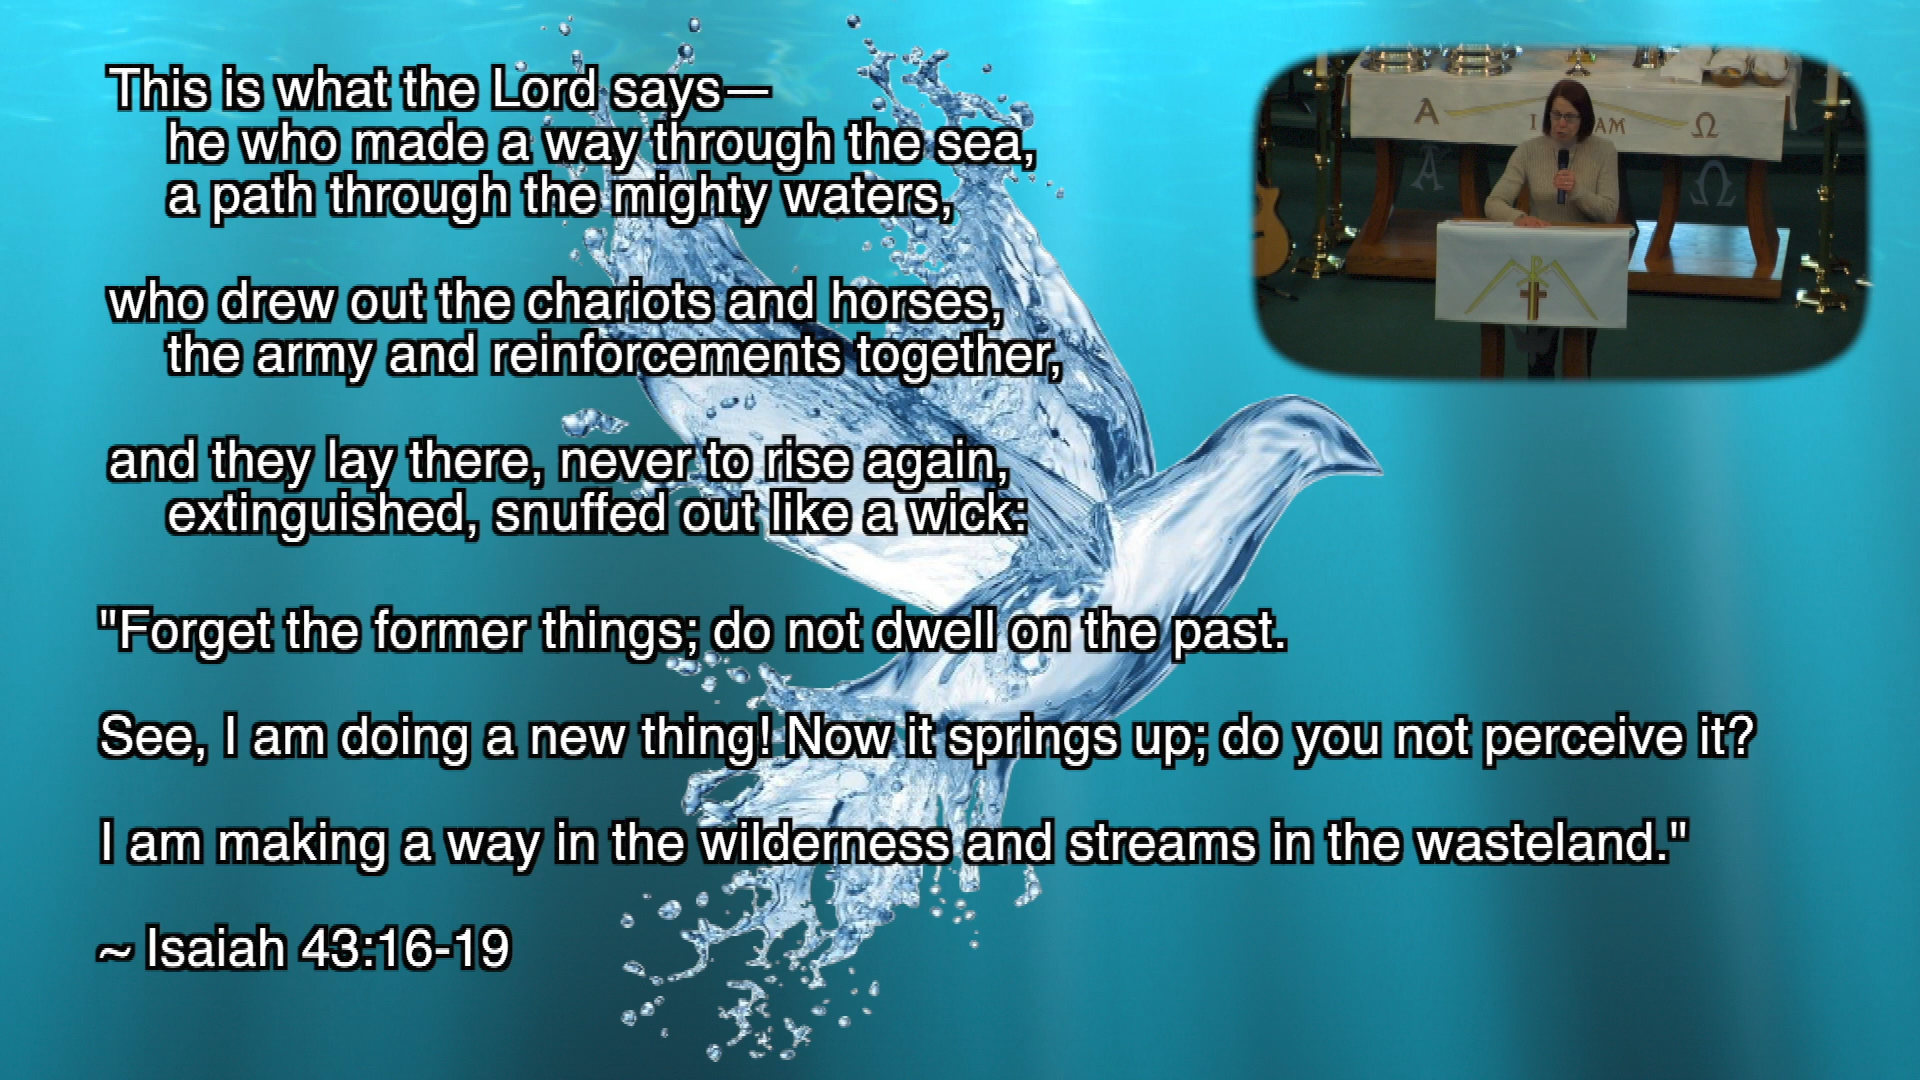 This is what the Lord says—
he who made a way through the sea,
a path through the mighty waters,
who drew out the chariots and horses,
the army and reinforcements together,
and they lay there, never to rise again,
extinguished, snuffed out like a wick:
"Forget the former things; do not dwell on the past.
See, I am doing a new thing! Now it springs up; do you not perceive it?
I am making a way in the wilderness and streams in the wasteland."
~ Isaiah 43:16-19
Α I AM Ω
Α Ω